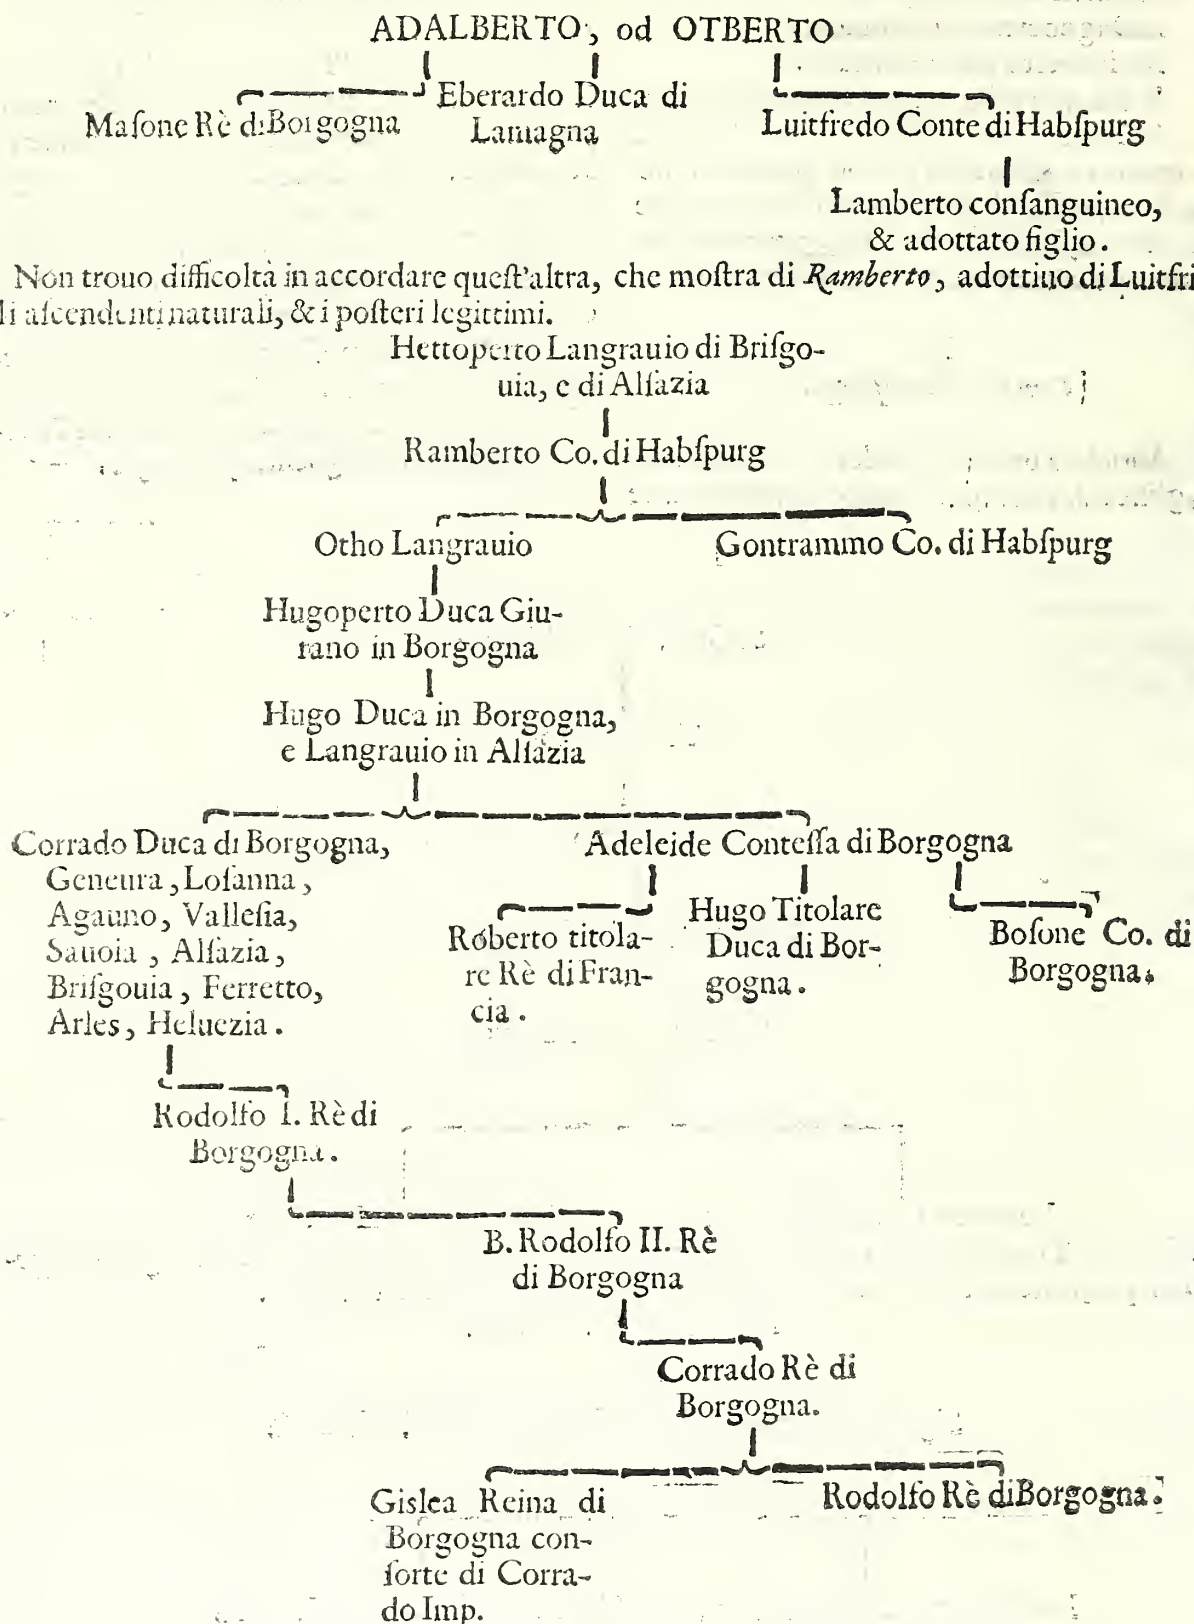 ADALBERTO, od OTBERTO
Maſone Rè di Borgogna
Eberardo Duca di
Lamagna
Luitfredo Conte di Habſpurg
Lamberto conſanguineo,
& adottato figlio.
Non trouo difficoltà in accordare queſt'altra, che moſtra di Ramberto, adottiuo di Luitfri
li aſcendenti naturali, & i poſteri legittimi.
Hettoperto Langrauio di Briſgo-
uia, e di Alſazia
Ramberto Co. di Habſpurg
Otho Langrauio
Gontrammo Co. di Habſpurg
Hugoperto Duca Giu-
rano in Borgogna
Hugo Duca in Borgogna,
e Langrauio in Alſazia
Corrado Duca di Borgogna,
Geneura, Loſanna,
Agauno, Valleſia,
Sauoia, Alſazia,
Briſgouia, Ferretto,
Arles, Heluezia.
Adeleide Conteſſa di Borgogna
Roberto titola-
re Rè di Fran-
cia.
Hugo Titolare
Duca di Bor-
gogna.
Boſone Co. di
Borgogna.
Rodolfo I. Rè di
Borgogna.
B. Rodolfo II. Rè
di Borgogna
Corrado Rè di
Borgogna.
Gislea Reina di
Borgogna con-
ſorte di Corra-
do Imp.
Rodolfo Rè di Borgogna.